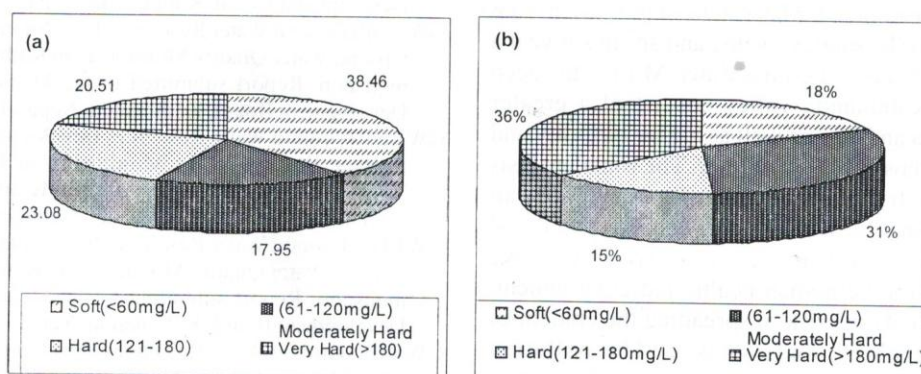 (a)
20.51
38.46
23.08
17.95
Soft(<60mg/L)
(61-120mg/L)
Moderately Hard
Hard(121-180)
Very Hard(>180)
(b)
36%
18%
15%
31%
Soft(<60mg/L)
(61-120mg/L)
Moderately Hard
Hard(121-180mg/L)
Very Hard(>180mg/L)